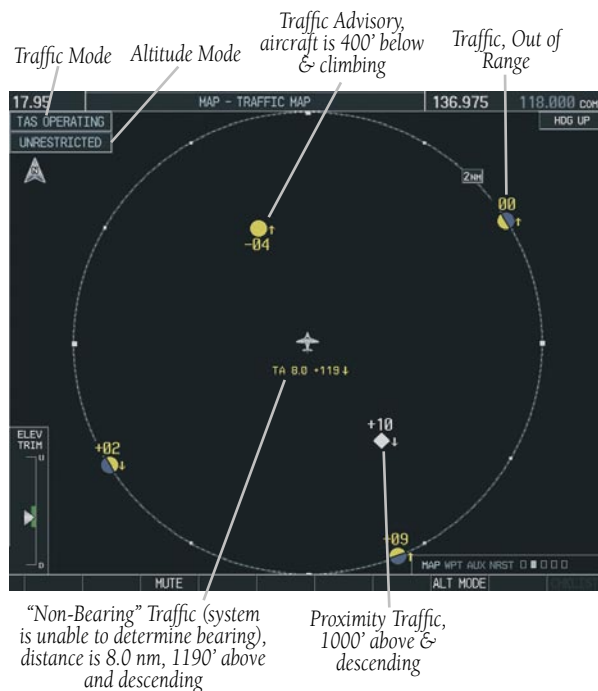 Traffic Mode
Altitude Mode
Traffic Advisory,
aircraft is 400' below
& climbing
Traffic, Out of
Range
17.95
MAP – TRAFFIC MAP
136.975
118.000 COM
TAS OPERATING
UNRESTRICTED
HDG UP
N
2NM
00
↑
↑
-04
TA 8.0 +119↓
+10
↓
ELEV
TRIM
U
D
+02
↓
+09
↑
MAP WPT AUX NRST
MUTE
ALT MODE
“Non-Bearing” Traffic (system
is unable to determine bearing),
distance is 8.0 nm, 1190' above
and descending
Proximity Traffic,
1000' above &
descending